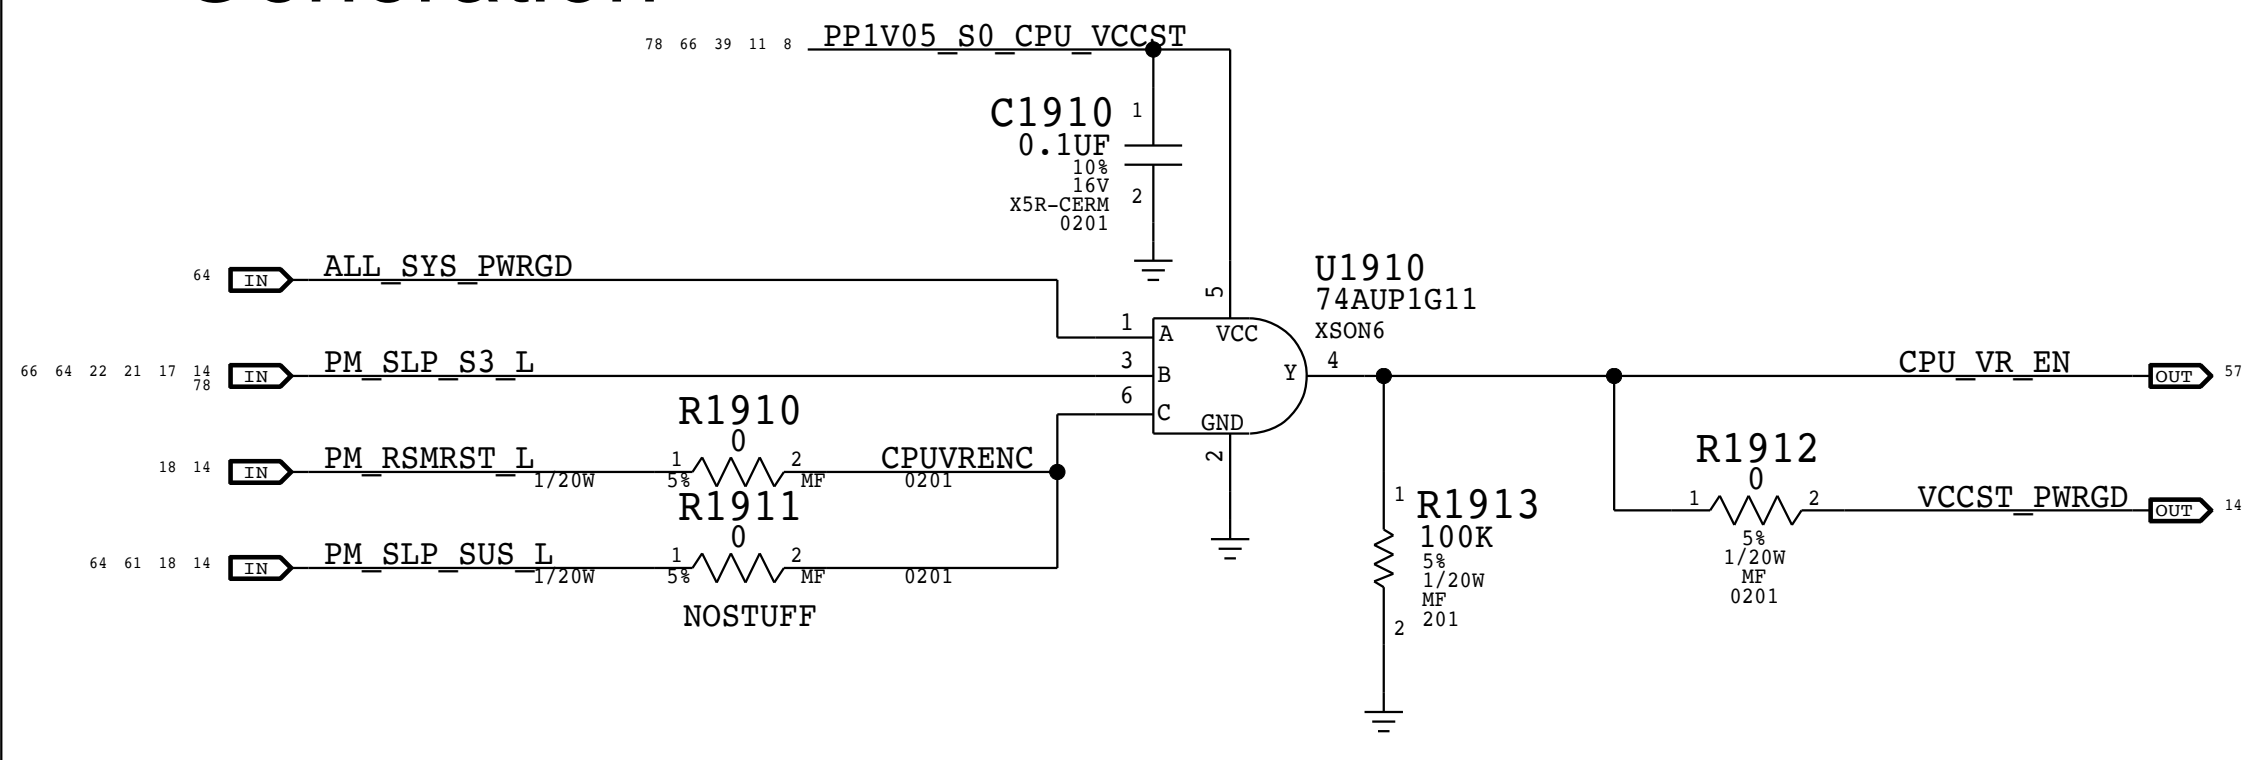 78 66 39 11 8 PP1V05_S0_CPU_VCCST
C1910 1
0.1UF
10%
16V
X5R-CERM 2
0201
64 IN ALL_SYS_PWRGD
U1910
5 74AUP1G11
1 A VCC XSON6
66 64 22 21 17 14 IN PM_SLP_S3_L 3 B Y 4 CPU_VR_EN OUT 57
78
6 C GND
R1910
0
18 14 IN PM_RSMRST_L 1 2 CPUVRENC 2
1/20W 5% MF 0201
R1911
0
64 61 18 14 IN PM_SLP_SUS_L 1 2
1/20W 5% MF 0201
NOSTUFF
1 R1913
100K
5%
1/20W
MF
2 201
R1912
0
1 2 VCCST_PWRGD OUT 14
5%
1/20W
MF
0201